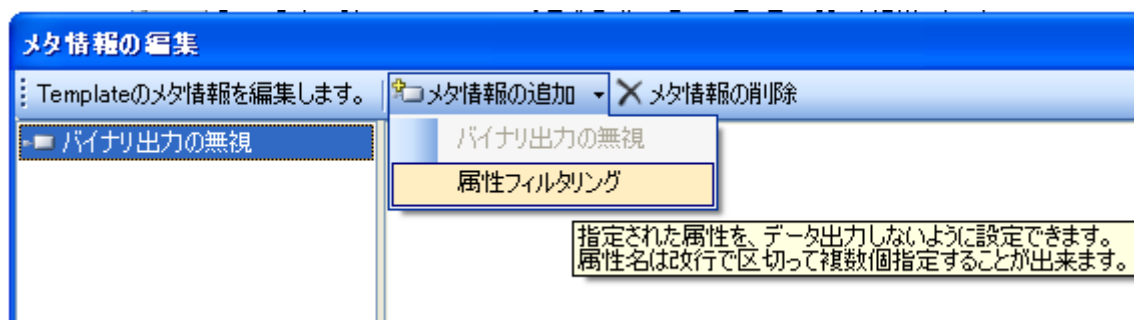 メタ情報の編集
Templateのメタ情報を編集します。 メタ情報の追加 メタ情報の削除
バイナリ出力の無視 バイナリ出力の無視
属性フィルタリング
指定された属性を、データ出力しないように設定できます。
属性名は改行で区切って複数個指定することが出来ます。